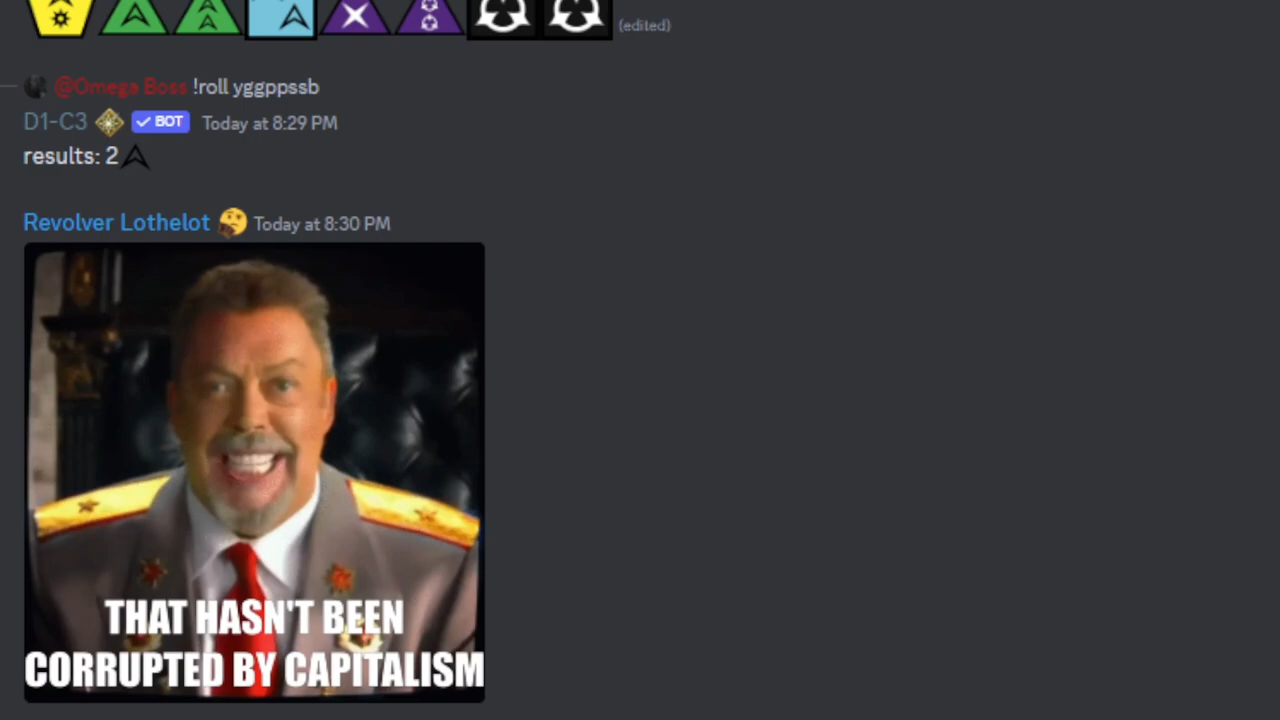 (edited)
@Omega Boss !roll yggppssb
D1-C3 BOT Today at 8:29 PM
results: 2
Revolver Lothelot Today at 8:30 PM
THAT HASN'T BEEN
CORRUPTED BY CAPITALISM